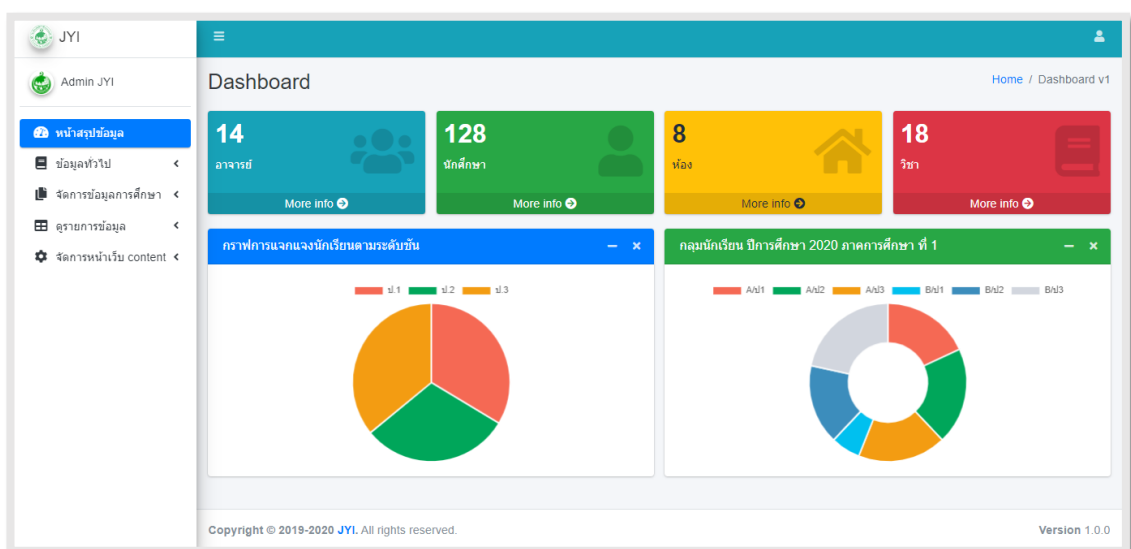 JYI
Admin JYI
หน้าสรุปข้อมูล
ข้อมูลทั่วไป
จัดการข้อมูลการศึกษา
ดูรายการข้อมูล
จัดการหน้าเว็บ content
Dashboard
Home / Dashboard v1
14
อาจารย์
More info
128
นักศึกษา
More info
8
ห้อง
More info
18
วิชา
More info
กราฟการแจกแจงนักเรียนตามระดับชั้น
ป.1 ป.2 ป.3
กลุ่มนักเรียน ปีการศึกษา 2020 ภาคการศึกษา ที่ 1
A/ป1 A/ป2 A/ป3 B/ป1 B/ป2 B/ป3
Copyright © 2019-2020 JYI. All rights reserved.
Version 1.0.0